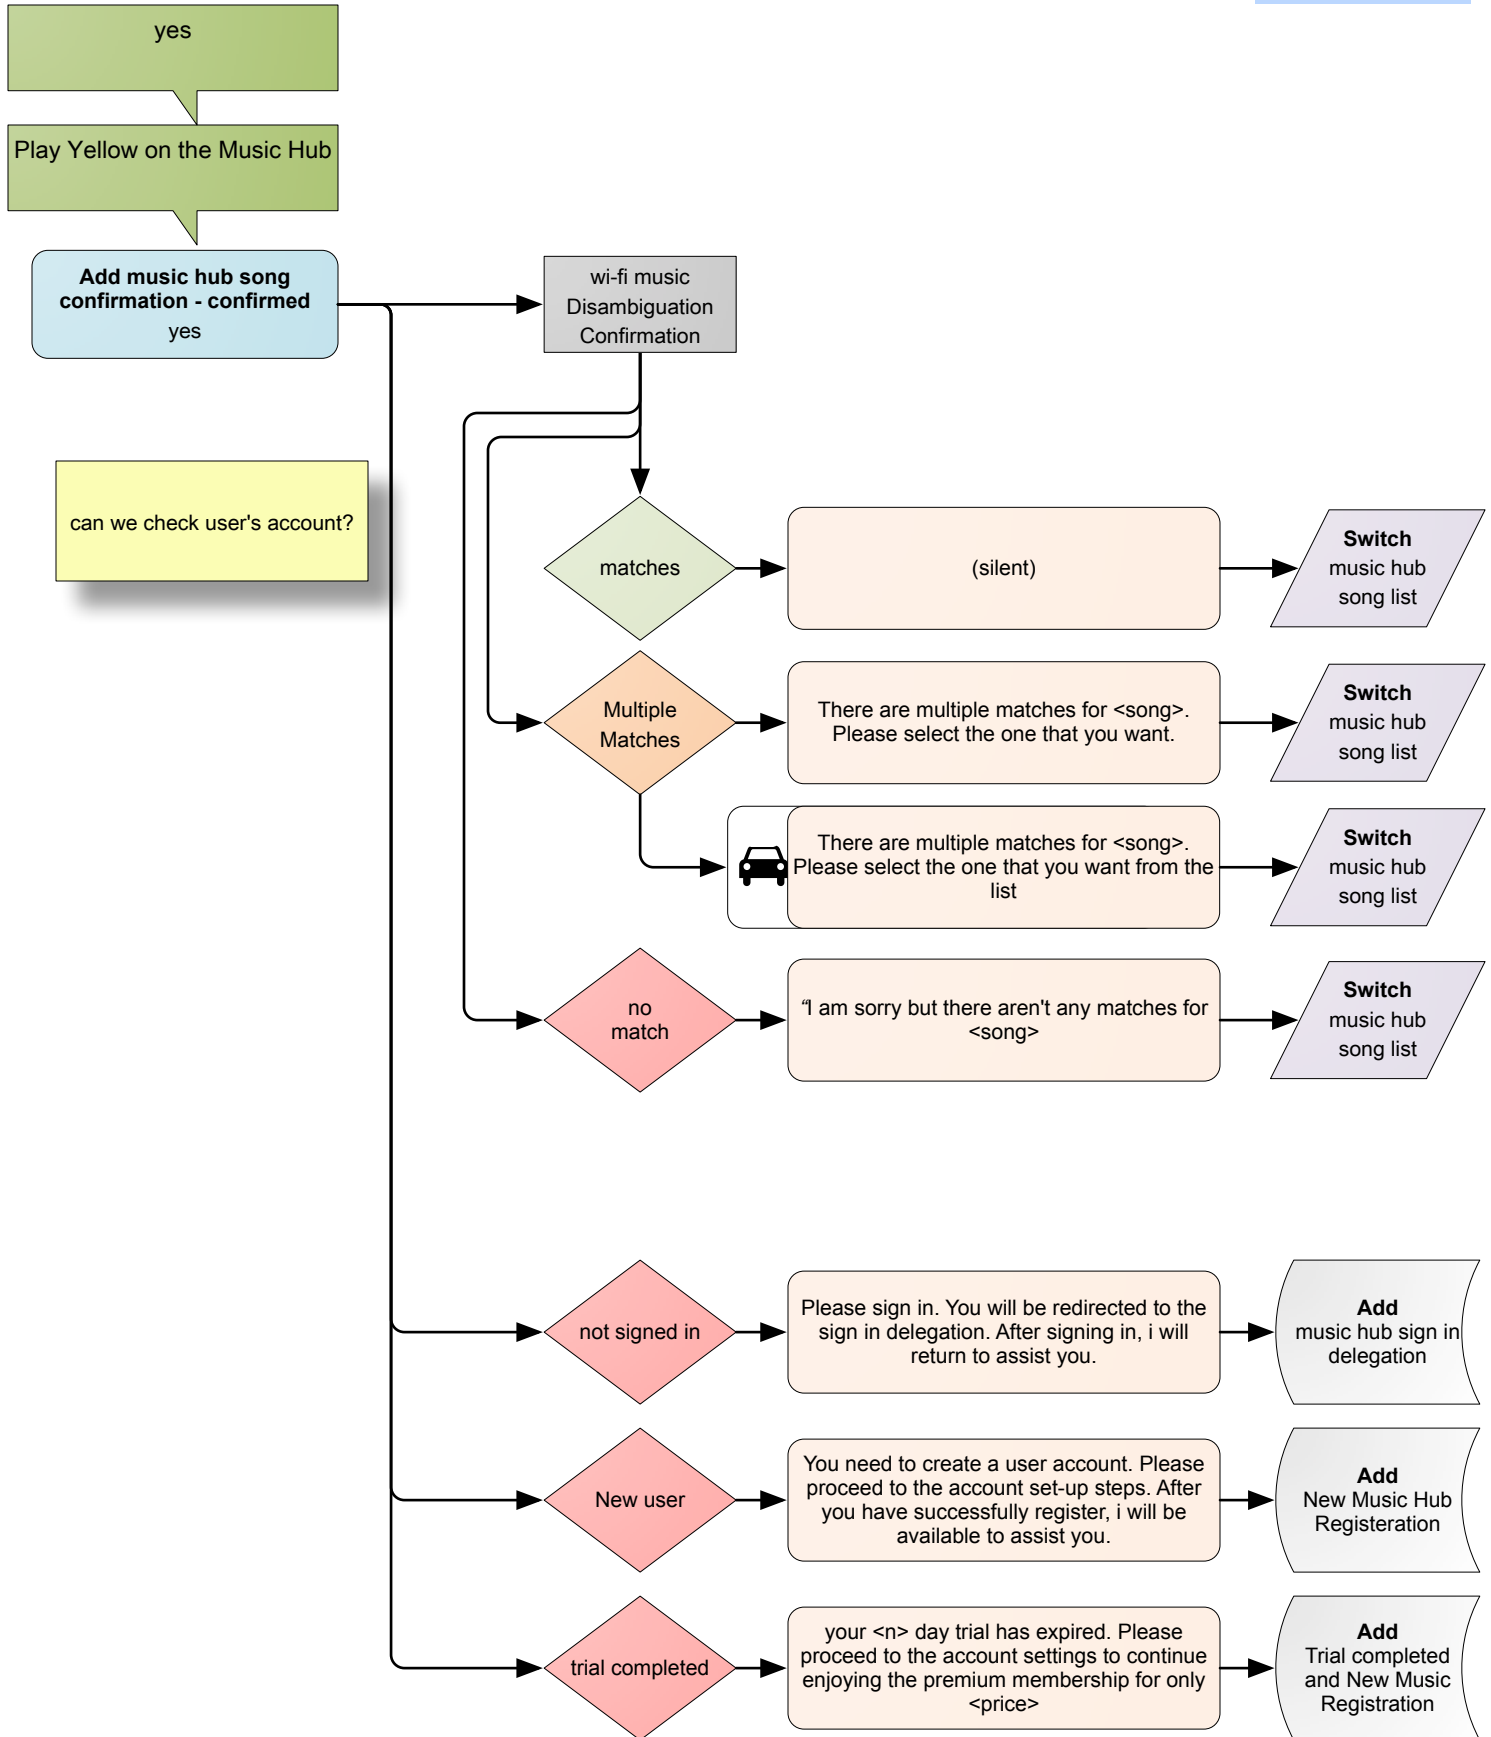 yes
Play Yellow on the Music Hub
Add music hub song
confirmation - confirmed
yes
wi-fi music
Disambiguation
Confirmation
can we check user's account?
matches
(silent)
Switch
music hub
song list
Multiple
Matches
There are multiple matches for <song>.
Please select the one that you want.
Switch
music hub
song list
There are multiple matches for <song>.
Please select the one that you want from the
list
Switch
music hub
song list
no
match
“I am sorry but there aren't any matches for
<song>
Switch
music hub
song list
not signed in
Please sign in. You will be redirected to the
sign in delegation. After signing in, i will
return to assist you.
Add
music hub sign in
delegation
New user
You need to create a user account. Please
proceed to the account set-up steps. After
you have successfully register, i will be
available to assist you.
Add
New Music Hub
Registeration
trial completed
your <n> day trial has expired. Please
proceed to the account settings to continue
enjoying the premium membership for only
<price>
Add
Trial completed
and New Music
Registration